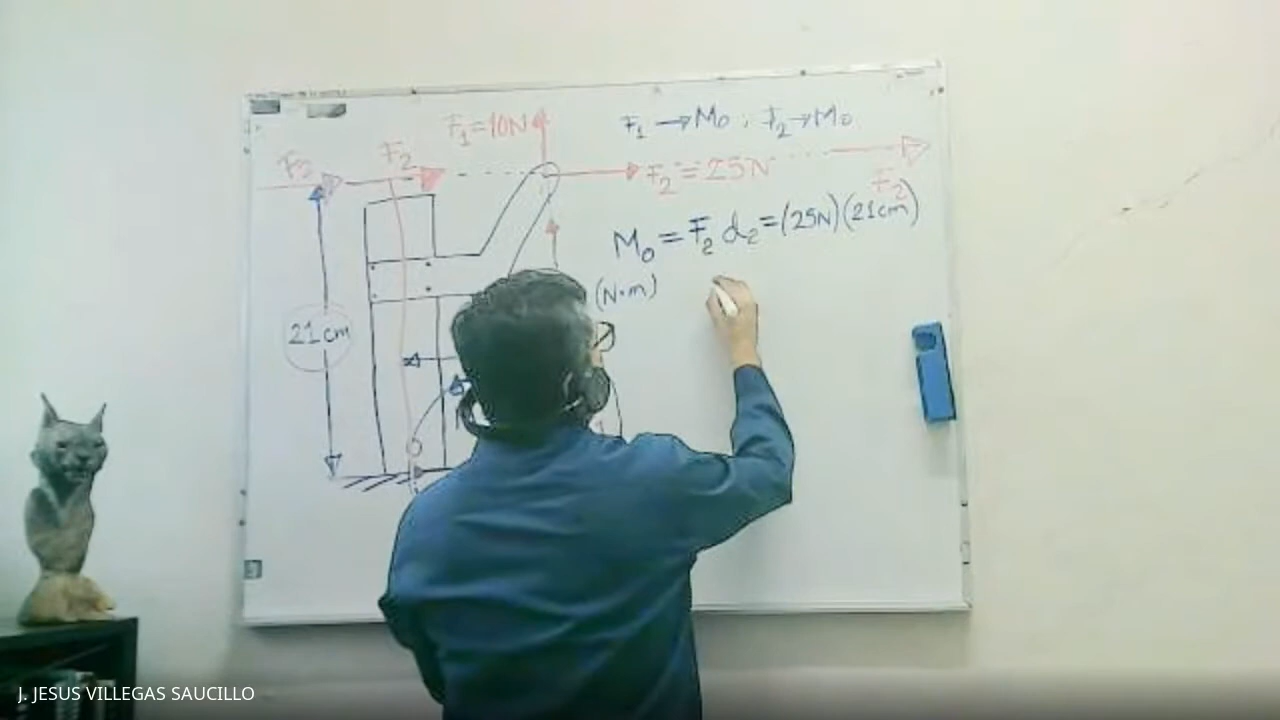 F₁=10N
F₁ → M₀, F₂ → M₀
F₂
F₂
F₂=25N
F₂
M₀ = F₂ d₂ = (25N)(21cm)
(N·m)
21 cm
J. JESUS VILLEGAS SAUCILLO